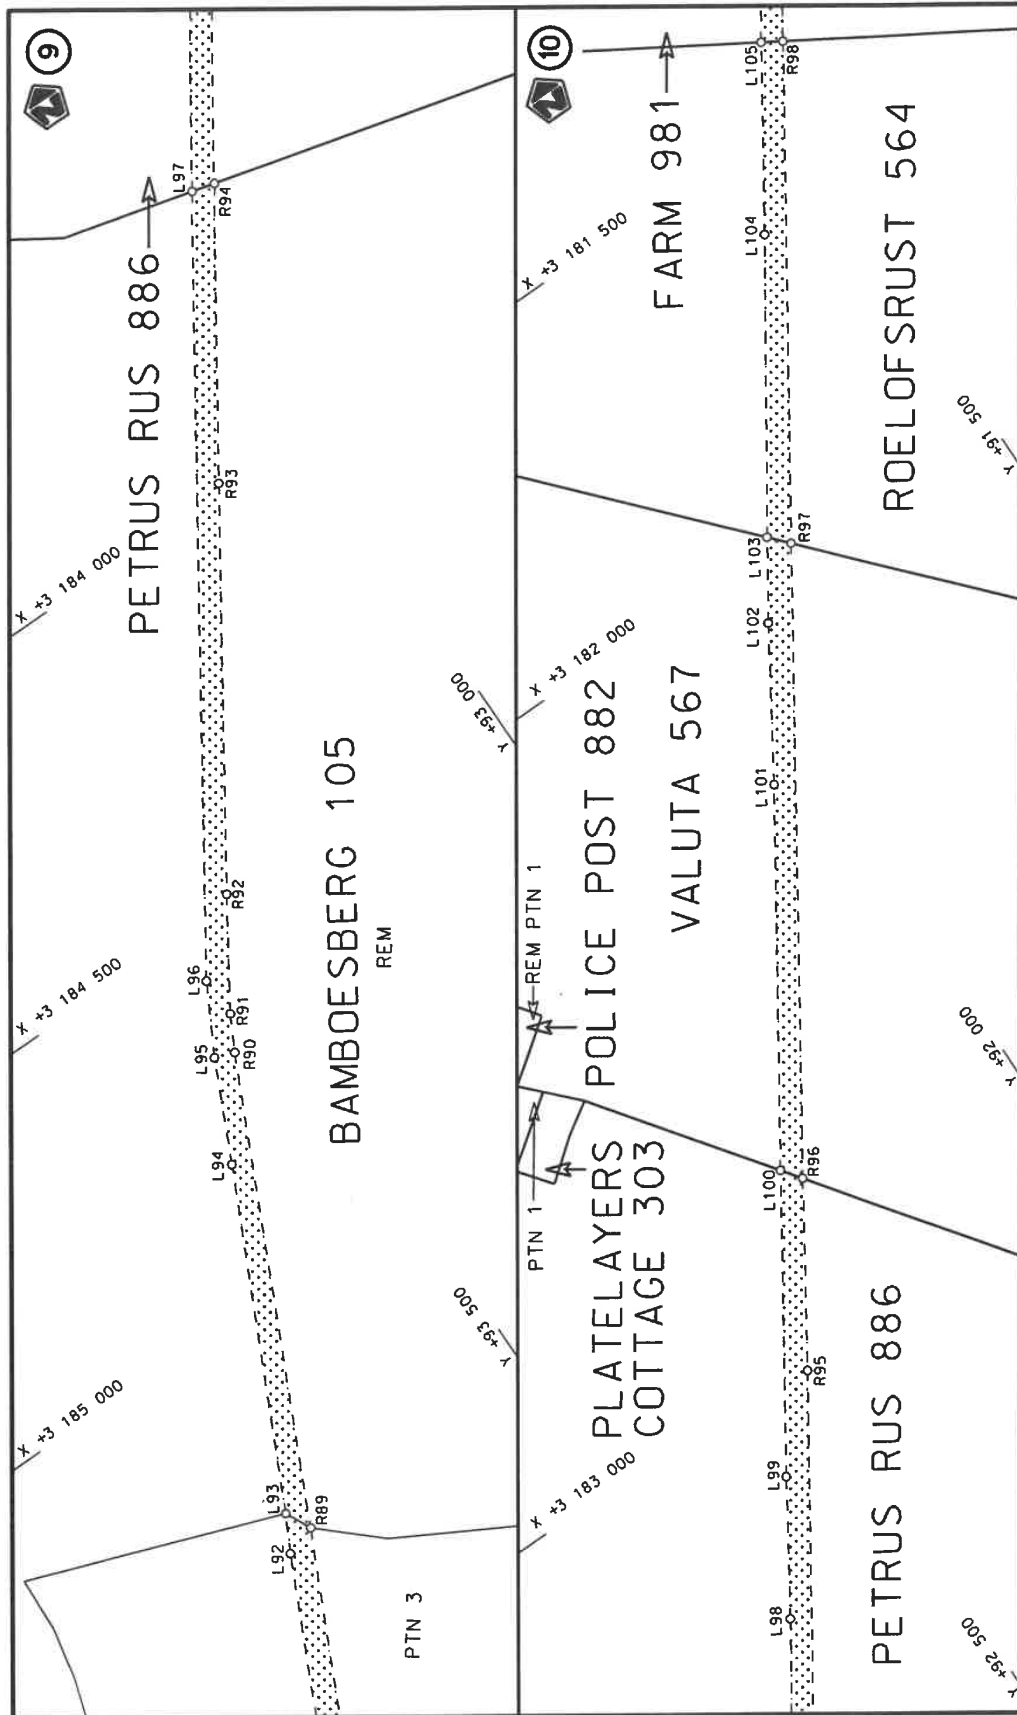 9
PETRUS RUS 886
L97
R94
R93
X +3 184 000
Y +93 000
R92
L96
R91
L95
R90
X +3 184 500
BAMBOESBERG 105
REM
L94
Y +93 500
X +3 185 000
L93
R89
L92
PTN 3
10
L105
R98
FARM 981
L104
X +3 181 500
ROELOFSRUST 564
Y +91 500
L103
R97
L102
X +3 182 000
L101
VALUTA 567
POLICE POST 882
REM PTN 1
Y +92 000
L100
R96
PTN 1
PLATELAYERS
COTTAGE 303
R95
L99
X +3 183 000
L98
PETRUS RUS 886
Y +92 500